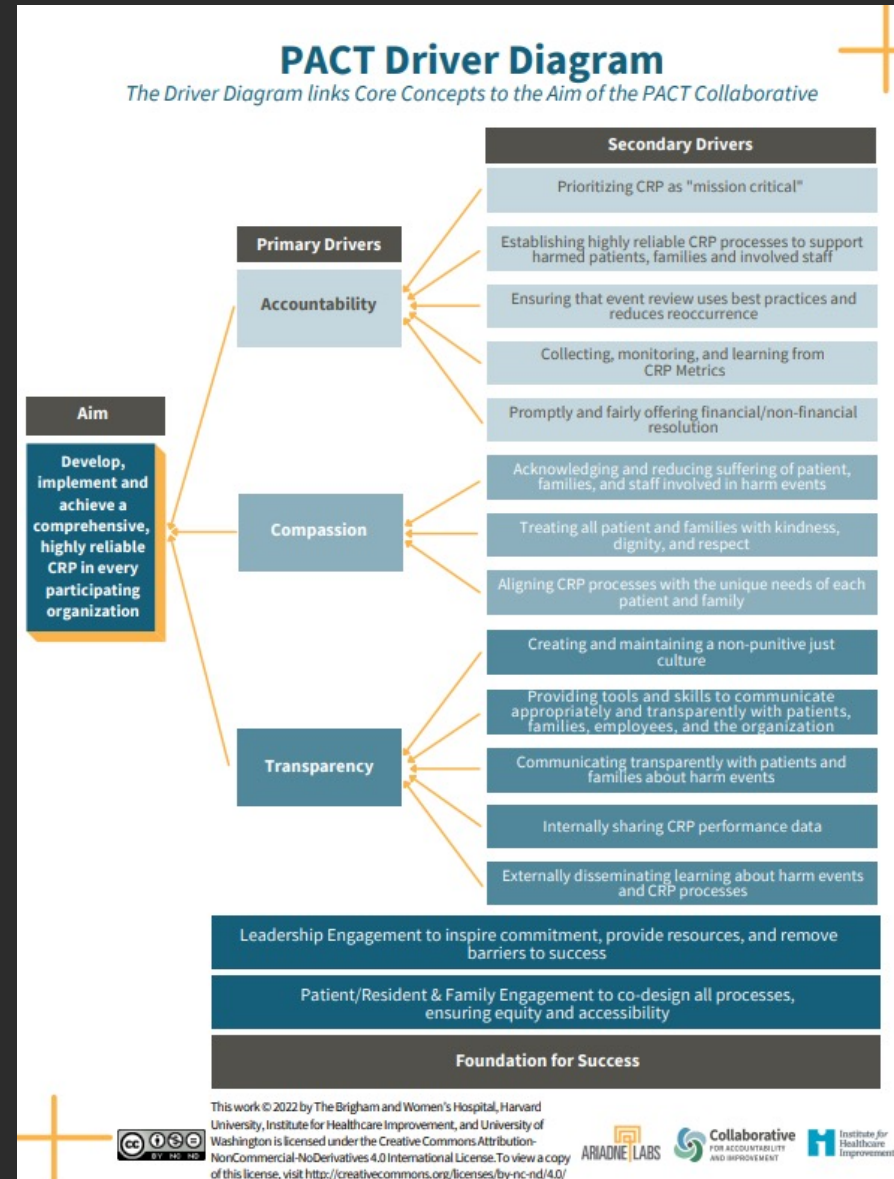 PACT Driver Diagram
The Driver Diagram links Core Concepts to the Aim of the PACT Collaborative
Aim
Develop,
implement and
achieve a
comprehensive,
highly reliable
CRP in every
participating
organization
Primary Drivers
Accountability
Compassion
Transparency
Secondary Drivers
Prioritizing CRP as "mission critical"
Establishing highly reliable CRP processes to support
harmed patients, families and involved staff
Ensuring that event review uses best practices and
reduces reoccurrence
Collecting, monitoring, and learning from
CRP Metrics
Promptly and fairly offering financial/non-financial
resolution
Acknowledging and reducing suffering of patient,
families, and staff involved in harm events
Treating all patient and families with kindness,
dignity, and respect
Aligning CRP processes with the unique needs of each
patient and family
Creating and maintaining a non-punitive just
culture
Providing tools and skills to communicate
appropriately and transparently with patients,
families, employees, and the organization
Communicating transparently with patients and
families about harm events
Internally sharing CRP performance data
Externally disseminating learning about harm events
and CRP processes
Leadership Engagement to inspire commitment, provide resources, and remove
barriers to success
Patient/Resident & Family Engagement to co-design all processes,
ensuring equity and accessibility
Foundation for Success
cc
BY NC ND
This work © 2022 by The Brigham and Women's Hospital, Harvard
University, Institute for Healthcare Improvement, and University of
Washington is licensed under the Creative Commons Attribution-
NonCommercial-NoDerivatives 4.0 International License. To view a copy
of this license, visit http://creativecommons.org/licenses/by-nc-nd/4.0/
ARIADNE LABS
Collaborative
FOR ACCOUNTABILITY
AND IMPROVEMENT
Institute for
Healthcare
Improvement